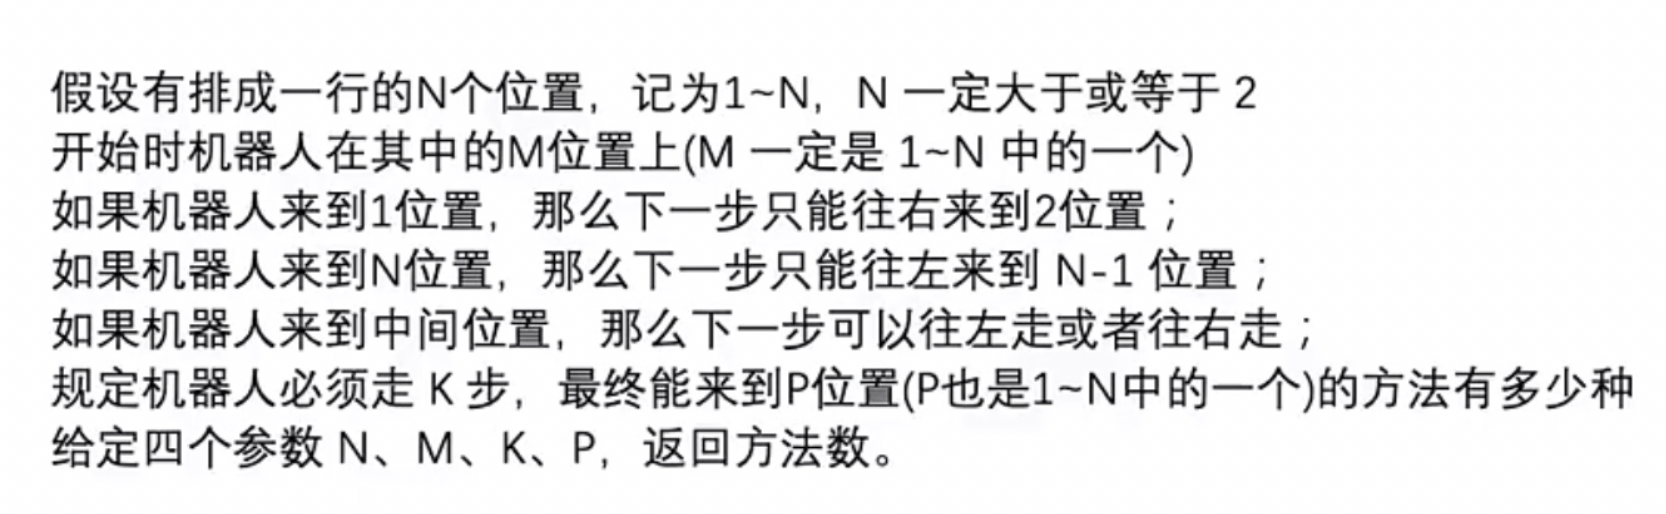 假设有排成一行的N个位置，记为1~N，N 一定大于或等于 2
开始时机器人在其中的M位置上(M 一定是 1~N 中的一个)
如果机器人来到1位置，那么下一步只能往右来到2位置；
如果机器人来到N位置，那么下一步只能往左来到 N-1 位置；
如果机器人来到中间位置，那么下一步可以往左走或者往右走；
规定机器人必须走 K 步，最终能来到P位置(P也是1~N中的一个)的方法有多少种
给定四个参数 N、M、K、P，返回方法数。